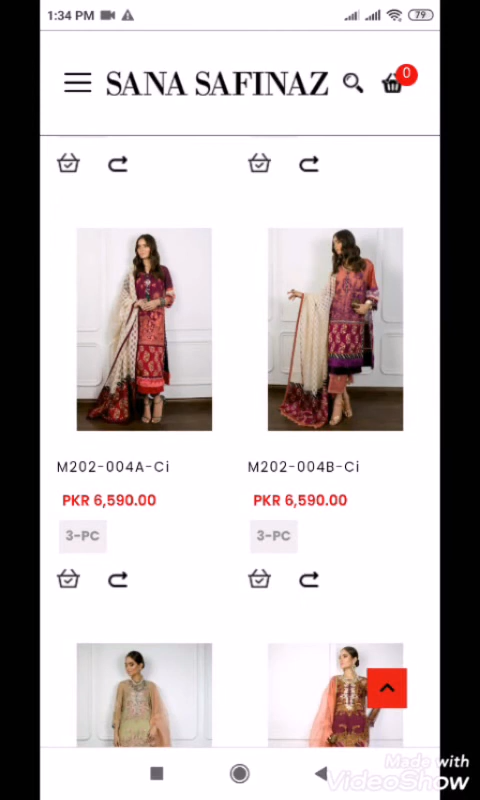 1:34 PM
79
SANA SAFINAZ
0
M202-004A-Ci
M202-004B-Ci
PKR 6,590.00
PKR 6,590.00
3-PC
3-PC
Made with
VideoShow